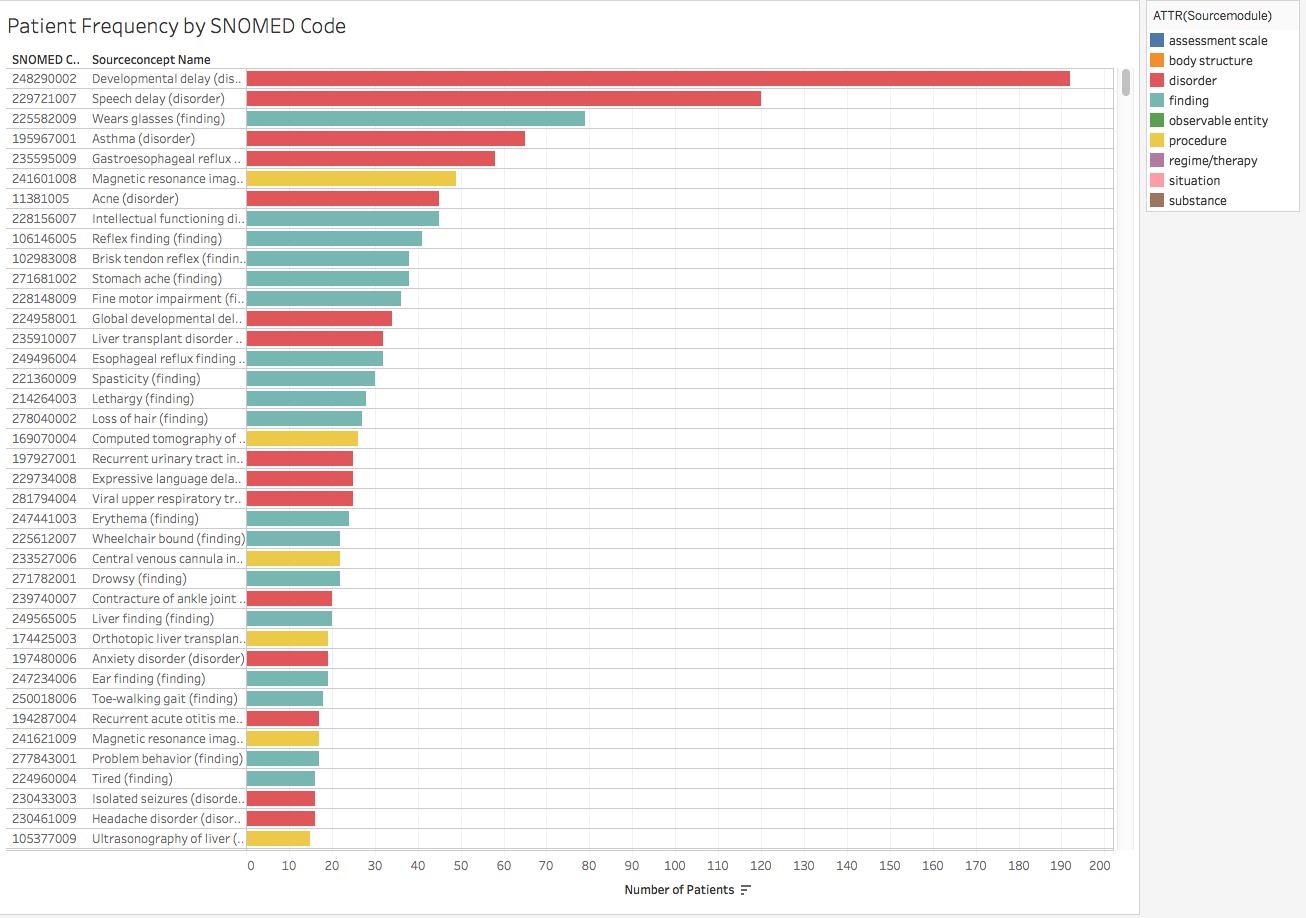 Patient Frequency by SNOMED Code
SNOMED C.. Sourceconcept Name
248290002 Developmental delay (dis..
229721007 Speech delay (disorder)
225582009 Wears glasses (finding)
195967001 Asthma (disorder)
235595009 Gastroesophageal reflux ..
241601008 Magnetic resonance imag..
11381005 Acne (disorder)
228156007 Intellectual functioning di..
106146005 Reflex finding (finding)
102983008 Brisk tendon reflex (findin..
271681002 Stomach ache (finding)
228148009 Fine motor impairment (fi..
224958001 Global developmental del..
235910007 Liver transplant disorder ..
249496004 Esophageal reflux finding ..
221360009 Spasticity (finding)
214264003 Lethargy (finding)
278040002 Loss of hair (finding)
169070004 Computed tomography of ..
197927001 Recurrent urinary tract in..
229734008 Expressive language dela..
281794004 Viral upper respiratory tr..
247441003 Erythema (finding)
225612007 Wheelchair bound (finding)
233527006 Central venous cannula in..
271782001 Drowsy (finding)
239740007 Contracture of ankle joint ..
249565005 Liver finding (finding)
174425003 Orthotopic liver transplan..
197480006 Anxiety disorder (disorder)
247234006 Ear finding (finding)
250018006 Toe-walking gait (finding)
194287004 Recurrent acute otitis me..
241621009 Magnetic resonance imag..
277843001 Problem behavior (finding)
224960004 Tired (finding)
230433003 Isolated seizures (disorde..
230461009 Headache disorder (disor..
105377009 Ultrasonography of liver (..
0 10 20 30 40 50 60 70 80 90 100 110 120 130 140 150 160 170 180 190 200
Number of Patients
ATTR(Sourcemodule)
assessment scale
body structure
disorder
finding
observable entity
procedure
regime/therapy
situation
substance